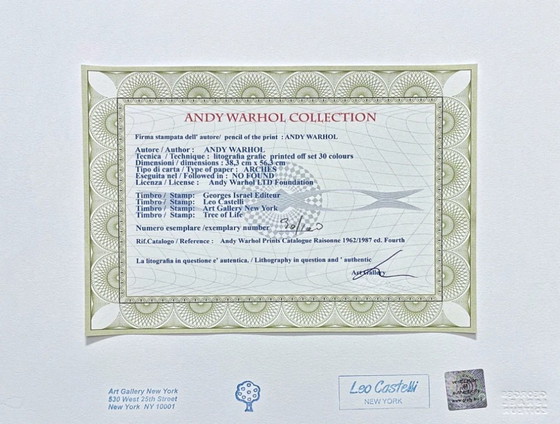 ANDY WARHOL COLLECTION
Firma stampata dell' autore/ pencil of the print : ANDY WARHOL
Autore / Author : ANDY WARHOL
Tecnica / Technique : litografia grafic printed off set 30 colours
Dimensioni / dimensions : 38,3 cm x 56,3 cm
Tipo di carta / Type of paper : ARCHES
Eseguita nel / Followed in : NO FOUND
Licenza / License : Andy Warhol LTD Foundation
Timbro / Stamp: Georges Israel Editeur
Timbro / Stamp: Leo Castelli
Timbro / Stamp: Art Gallery New York
Timbro / Stamp: Tree of Life
Numero esemplare /exemplary number
Rif.Catalogo / Reference : Andy Warhol Prints Catalogue Raisonne 1962/1987 ed. Fourth
La litografia in questione e' autentica. / Lithography in question and ' authentic
Art Gallery
Art Gallery New York
530 West 25th Street
New York NY 10001
Leo Castelli
NEW YORK